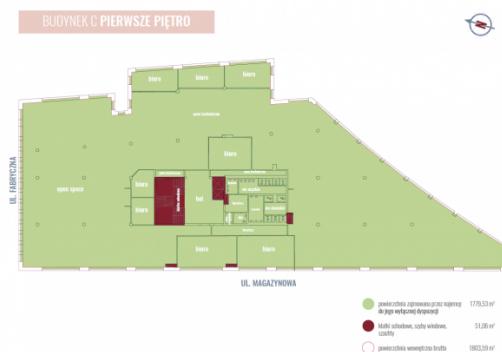 BUDYNEK C PIERWSZE PIĘTRO
N
biuro
biuro
biuro
open space
biuro
biuro
biuro
hol
biuro
biuro
UL. FABRYCZNA
UL. MAGAZYNOWA
powierzchnia zajmowana przez najemcę
do jego wyłącznej dyspozycji
1779,53 m²
klatki schodowe, szyby windowe,
szachty
51,06 m²
powierzchnia wewnętrzna brutto
1803,59 m²